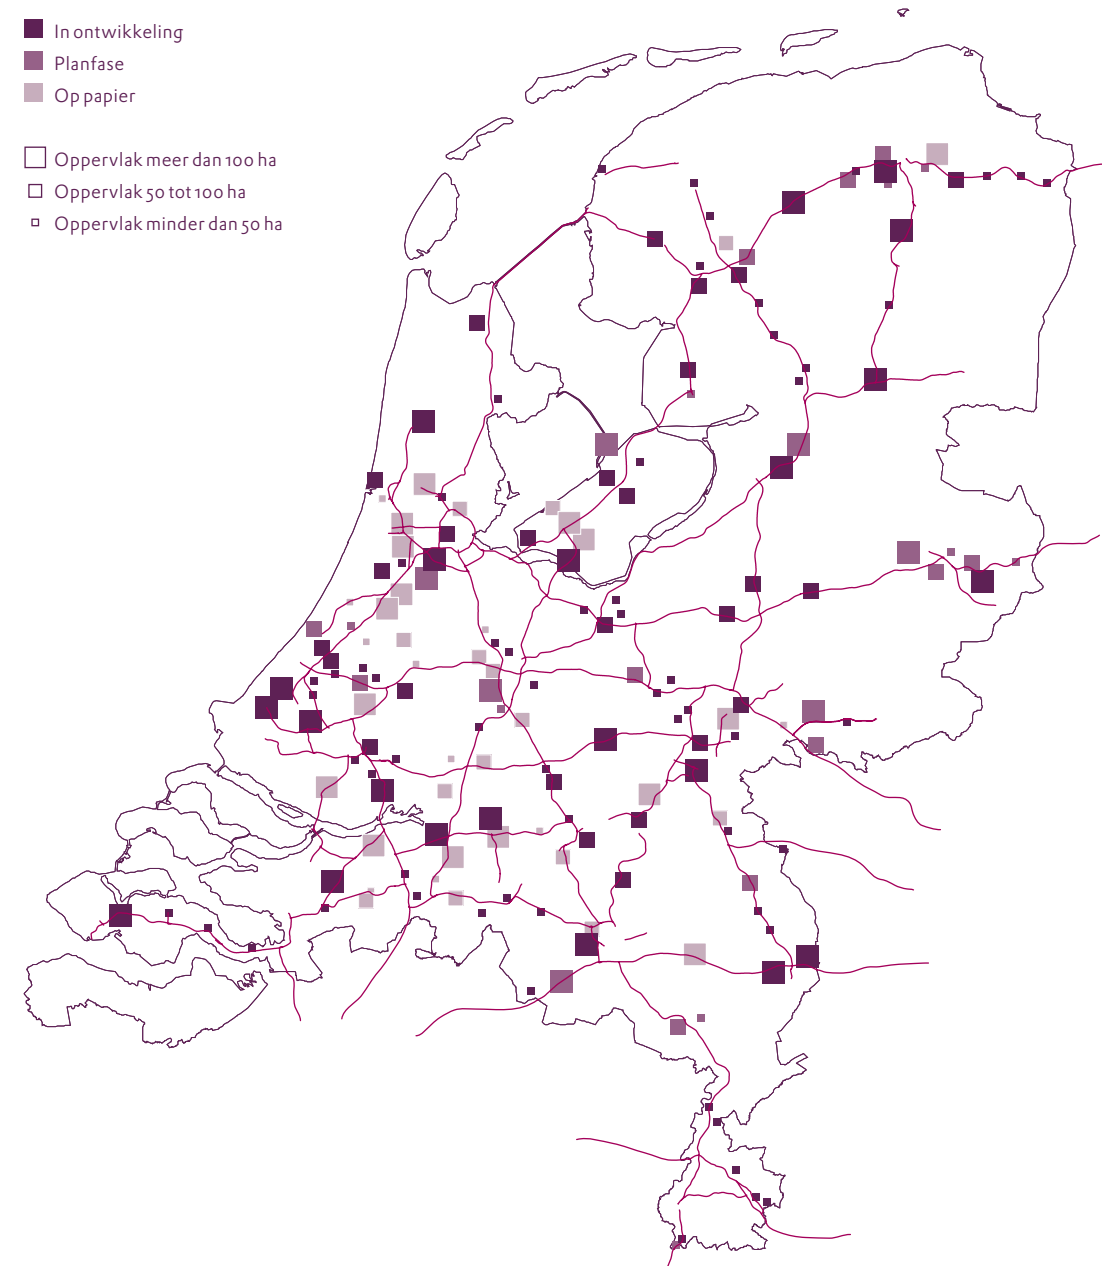 In ontwikkeling
Planfase
Op papier
Oppervlak meer dan 100 ha
Oppervlak 50 tot 100 ha
Oppervlak minder dan 50 ha